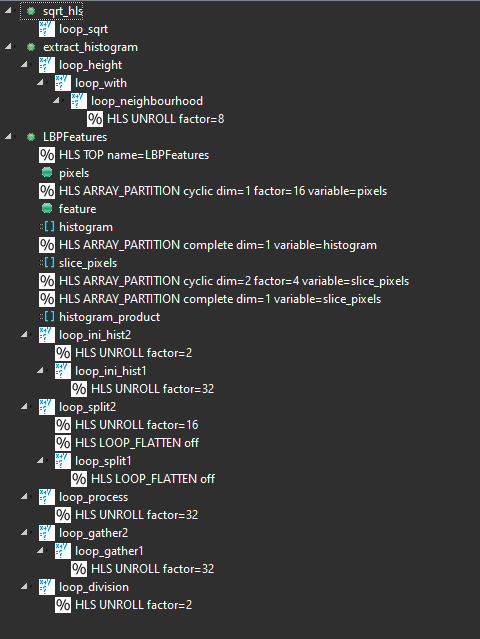 sqrt_hls
loop_sqrt
extract_histogram
loop_height
loop_with
loop_neighbourhood
% HLS UNROLL factor=8
LBPFeatures
% HLS TOP name=LBPFeatures
pixels
% HLS ARRAY_PARTITION cyclic dim=1 factor=16 variable=pixels
feature
[] histogram
% HLS ARRAY_PARTITION complete dim=1 variable=histogram
[] slice_pixels
% HLS ARRAY_PARTITION cyclic dim=2 factor=4 variable=slice_pixels
% HLS ARRAY_PARTITION complete dim=1 variable=slice_pixels
[] histogram_product
loop_ini_hist2
% HLS UNROLL factor=2
loop_ini_hist1
% HLS UNROLL factor=32
loop_split2
% HLS UNROLL factor=16
% HLS LOOP_FLATTEN off
loop_split1
% HLS LOOP_FLATTEN off
loop_process
% HLS UNROLL factor=32
loop_gather2
loop_gather1
% HLS UNROLL factor=32
loop_division
% HLS UNROLL factor=2